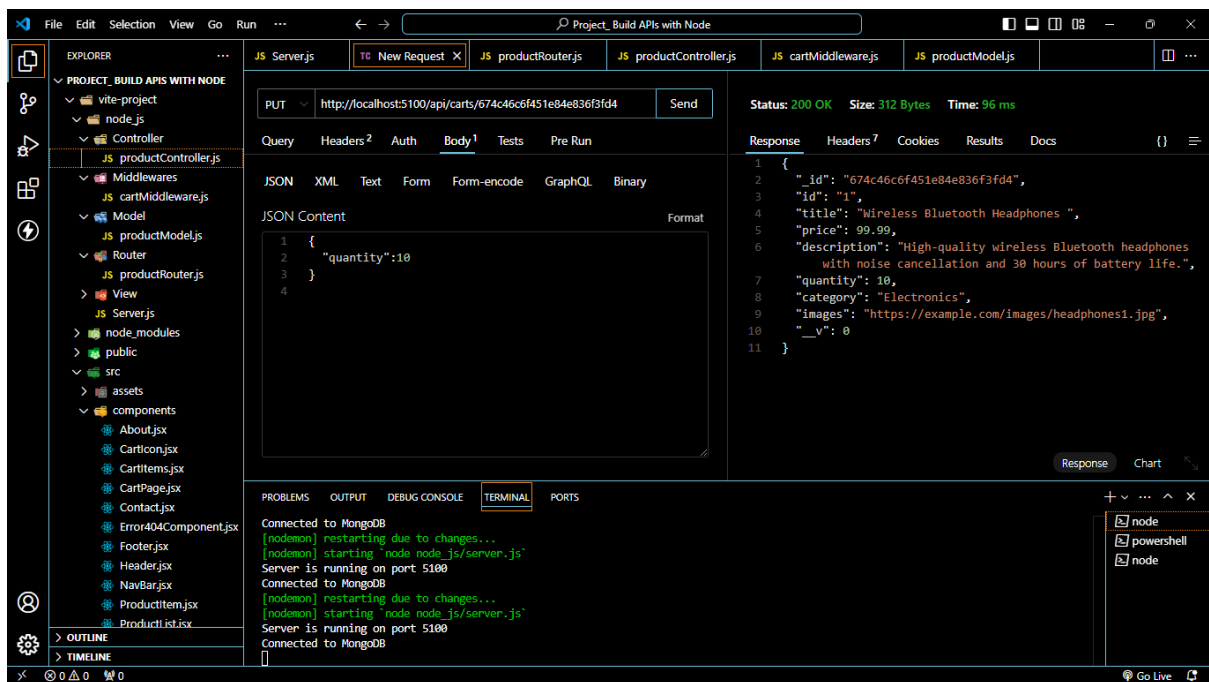 File Edit Selection View Go Run ··· Project_ Build APIs with Node
EXPLORER ···
PROJECT_BUILD APIS WITH NODE
vite-project
node_js
Controller
JS productController.js
Middlewares
JS cartMiddleware.js
Model
JS productModel.js
Router
JS productRouter.js
View
JS Server.js
node_modules
public
src
assets
components
About.jsx
CartIcon.jsx
CartItems.jsx
CartPage.jsx
Contact.jsx
Error404Component.jsx
Footer.jsx
Header.jsx
NavBar.jsx
ProductItem.jsx
ProductList.jsx
OUTLINE
TIMELINE
JS Server.js TC New Request JS productRouter.js JS productController.js JS cartMiddleware.js JS productModel.js ···
PUT http://localhost:5100/api/carts/674c46c6f451e84e836f3fd4 Send
Query Headers 2 Auth Body 1 Tests Pre Run
JSON XML Text Form Form-encode GraphQL Binary
JSON Content Format
1 {
2 "quantity":10
3 }
4
Status: 200 OK Size: 312 Bytes Time: 96 ms
Response Headers 7 Cookies Results Docs {}
1 {
2 "_id": "674c46c6f451e84e836f3fd4",
3 "id": "1",
4 "title": "Wireless Bluetooth Headphones ",
5 "price": 99.99,
6 "description": "High-quality wireless Bluetooth headphones
with noise cancellation and 30 hours of battery life.",
7 "quantity": 10,
8 "category": "Electronics",
9 "images": "https://example.com/images/headphones1.jpg",
10 "__v": 0
11 }
Response Chart
PROBLEMS OUTPUT DEBUG CONSOLE TERMINAL PORTS ···
Connected to MongoDB
[nodemon] restarting due to changes...
[nodemon] starting `node node_js/server.js`
Server is running on port 5100
Connected to MongoDB
[nodemon] restarting due to changes...
[nodemon] starting `node node_js/server.js`
Server is running on port 5100
Connected to MongoDB
node
powershell
node
0 0 0 Go Live